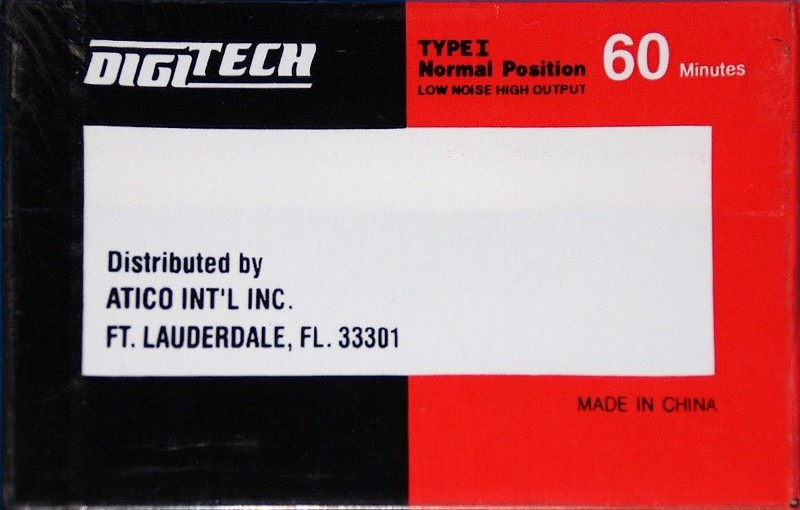 DIGITECH
TYPE I
Normal Position
LOW NOISE HIGH OUTPUT
60 Minutes
Distributed by
ATICO INT'L INC.
FT. LAUDERDALE, FL. 33301
MADE IN CHINA